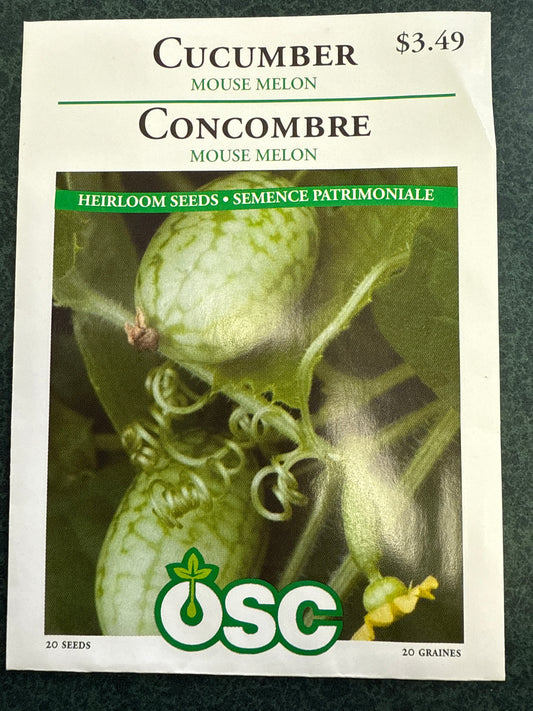 CUCUMBER
$3.49
MOUSE MELON
CONCOMBRE
MOUSE MELON
HEIRLOOM SEEDS • SEMENCE PATRIMONIALE
OSC
20 SEEDS
20 GRAINES